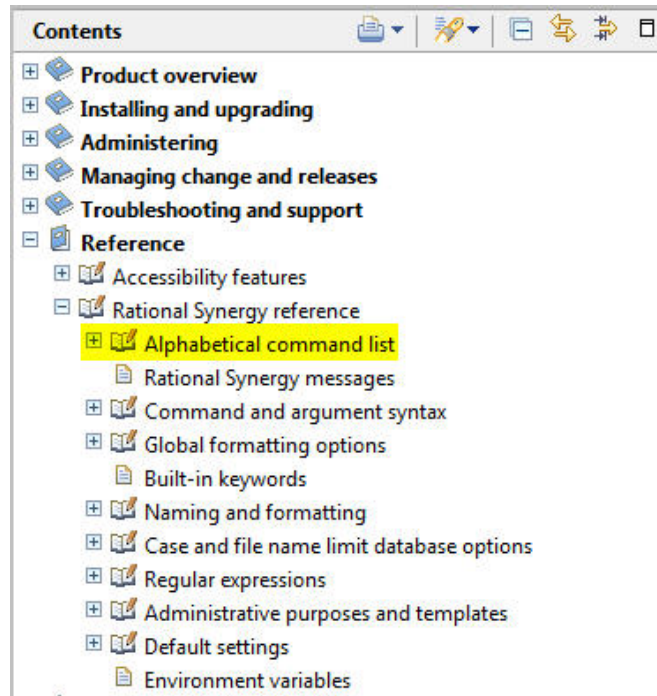 Contents
Product overview
Installing and upgrading
Administering
Managing change and releases
Troubleshooting and support
Reference
Accessibility features
Rational Synergy reference
Alphabetical command list
Rational Synergy messages
Command and argument syntax
Global formatting options
Built-in keywords
Naming and formatting
Case and file name limit database options
Regular expressions
Administrative purposes and templates
Default settings
Environment variables